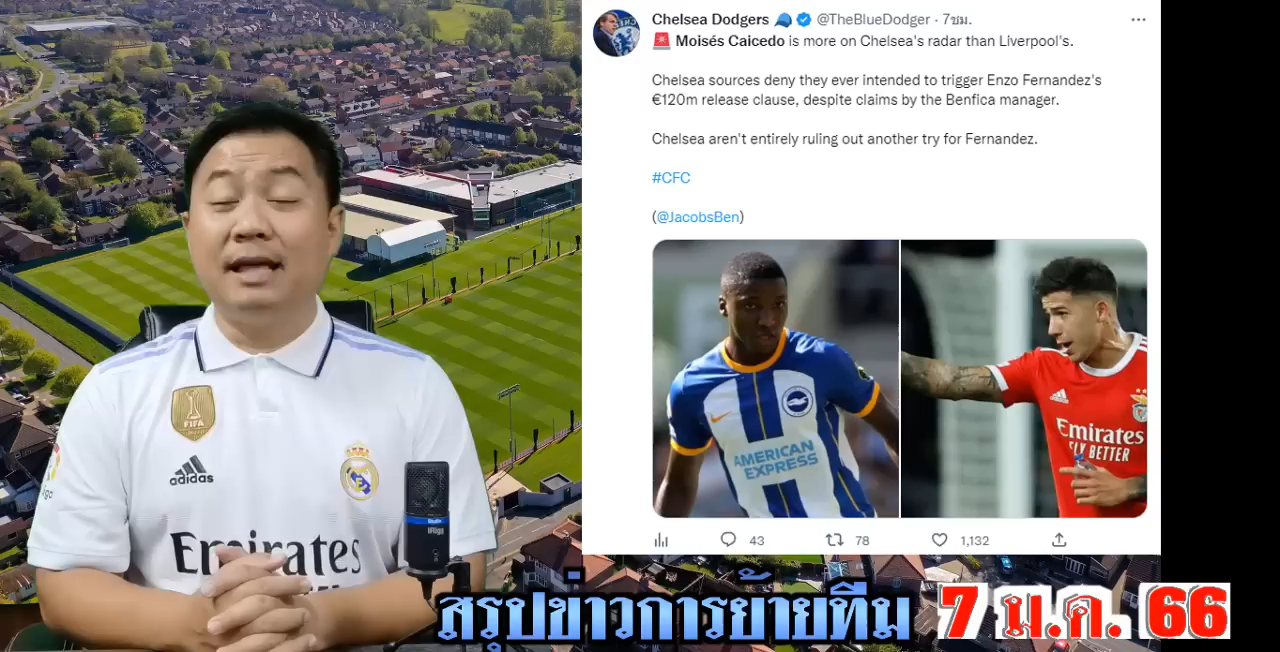 Chelsea Dodgers 🧢 @TheBlueDodger · 7ชม.
🚨 Moisés Caicedo is more on Chelsea's radar than Liverpool's.
Chelsea sources deny they ever intended to trigger Enzo Fernandez's
€120m release clause, despite claims by the Benfica manager.
Chelsea aren't entirely ruling out another try for Fernandez.
#CFC
(@JacobsBen)
AMERICAN
EXPRESS
Emirates
FLY BETTER
43
78
1,132
FIFA
adidas
Emirates
Studio
iRig
สรุปข่าวการย้ายทีม 7 ม.ค. 66